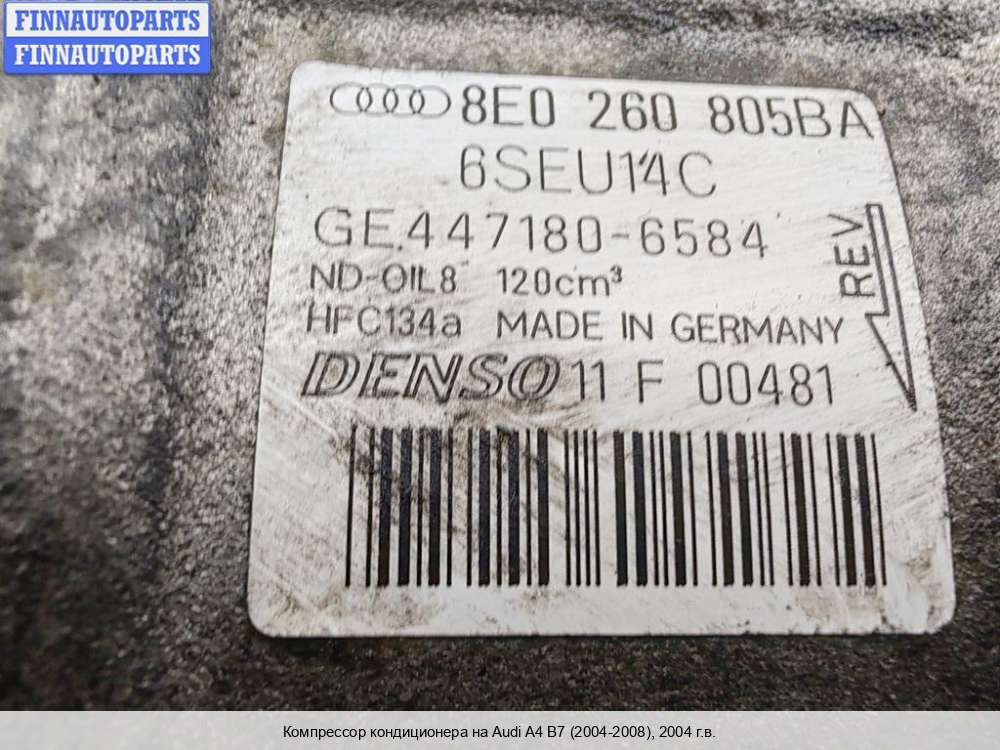 FINNAUTOPARTS
FINNAUTOPARTS
8E0 260 805BA
6SEU14C
GE447180-6584
ND-OIL8 120cm³
HFC134a MADE IN GERMANY
REV
DENSO 11 F 00481
Компрессор кондиционера на Audi A4 B7 (2004-2008), 2004 г.в.